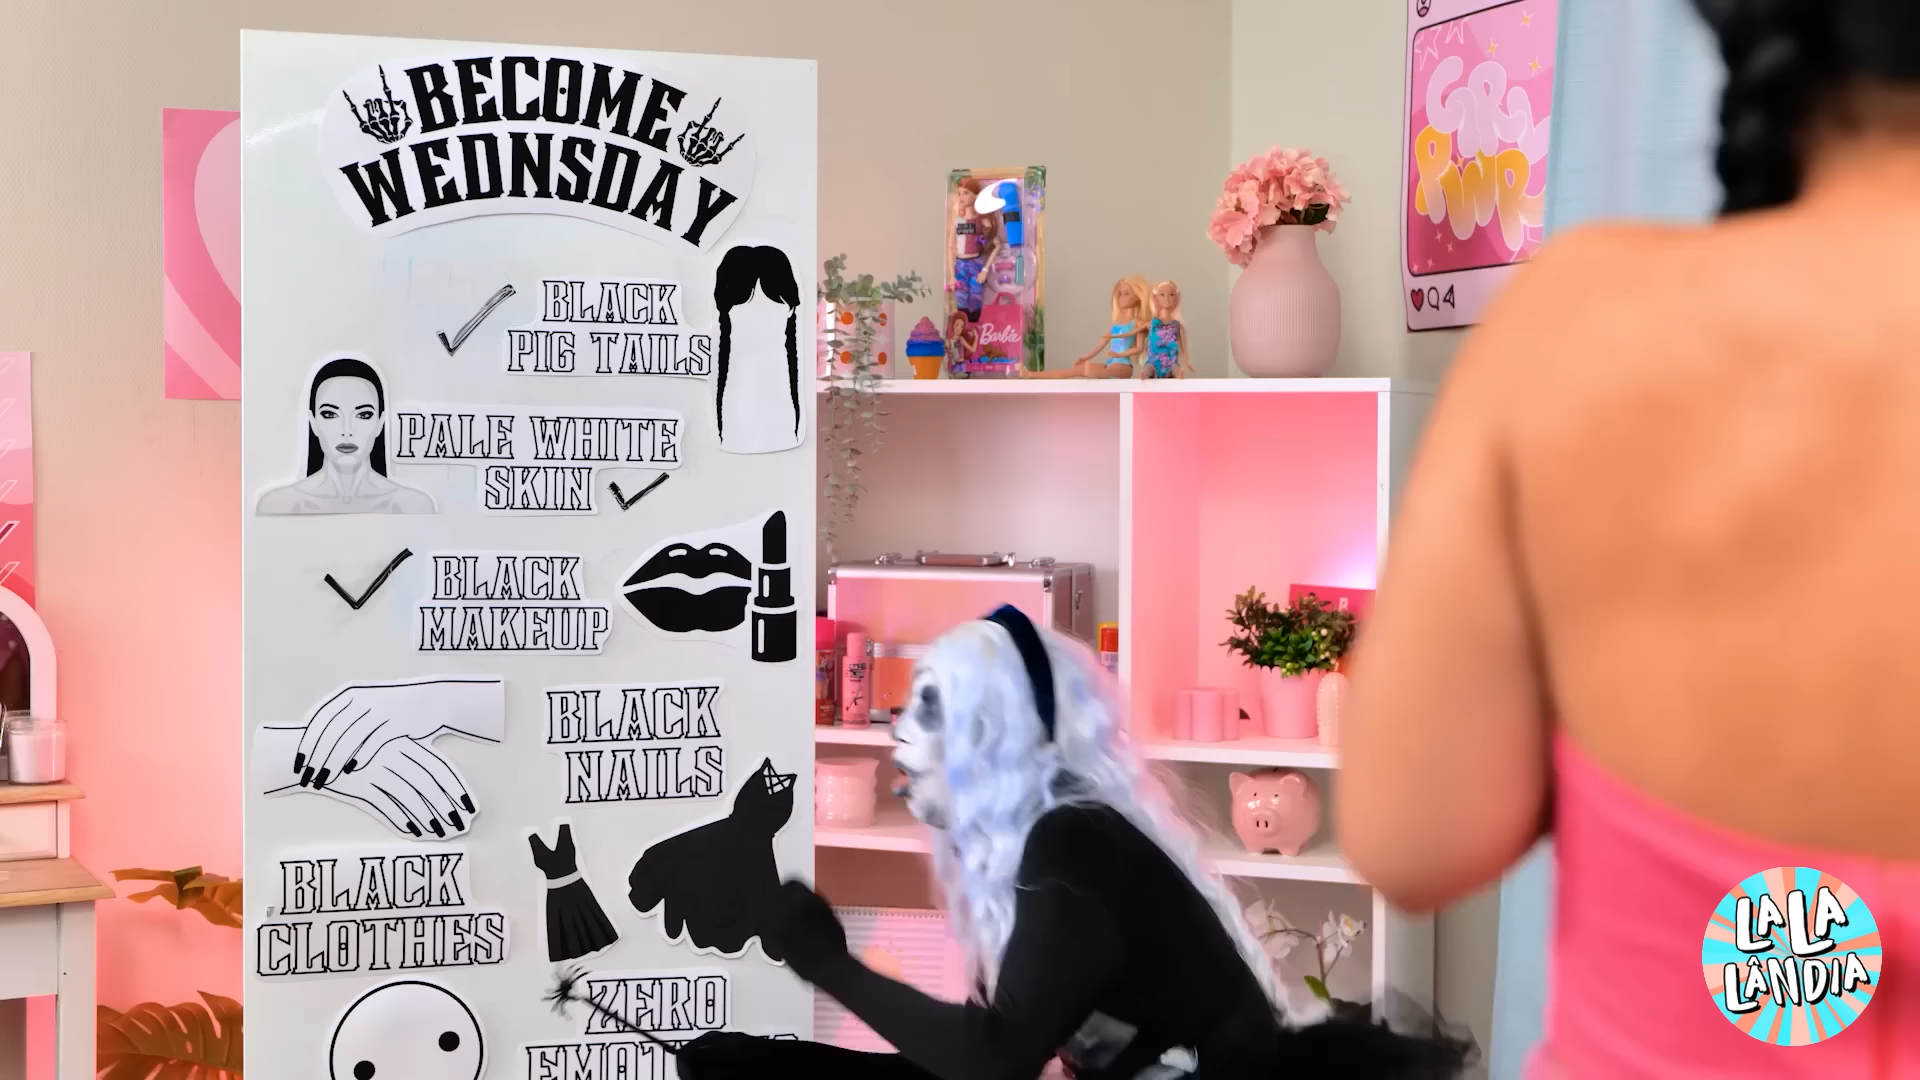 BECOME
WEDNSDAY
BLACK
PIG TAILS
PALE WHITE
SKIN
BLACK
MAKEUP
BLACK
NAILS
BLACK
CLOTHES
ZERO
GRL
PWR
Barbie
LA LA
LÂNDIA